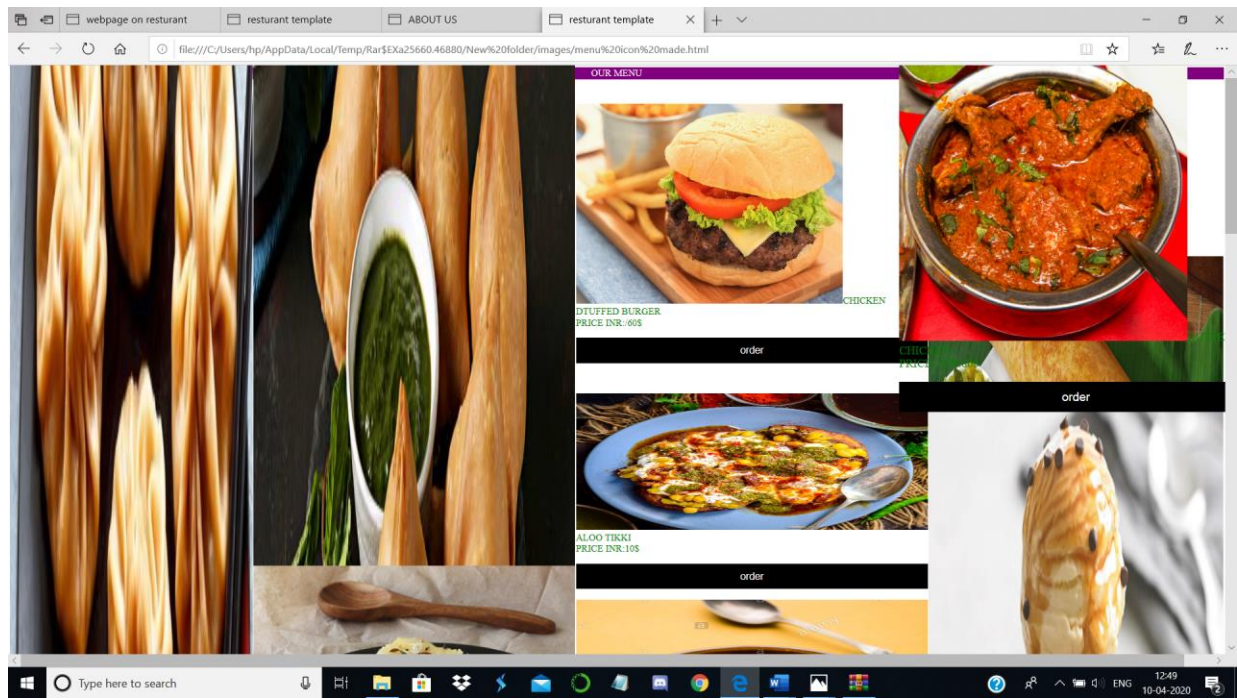 webpage on resturant
resturant template
ABOUT US
resturant template
file:///C:/Users/hp/AppData/Local/Temp/Rar$EXa25660.46880/New%20folder/images/menu%20icon%20made.html
OUR MENU
CHICKEN
DTUFFED BURGER
PRICE INR:/60$
order
ALOO TIKKI
PRICE INR:10$
order
order
Type here to search
ENG
12:49
10-04-2020